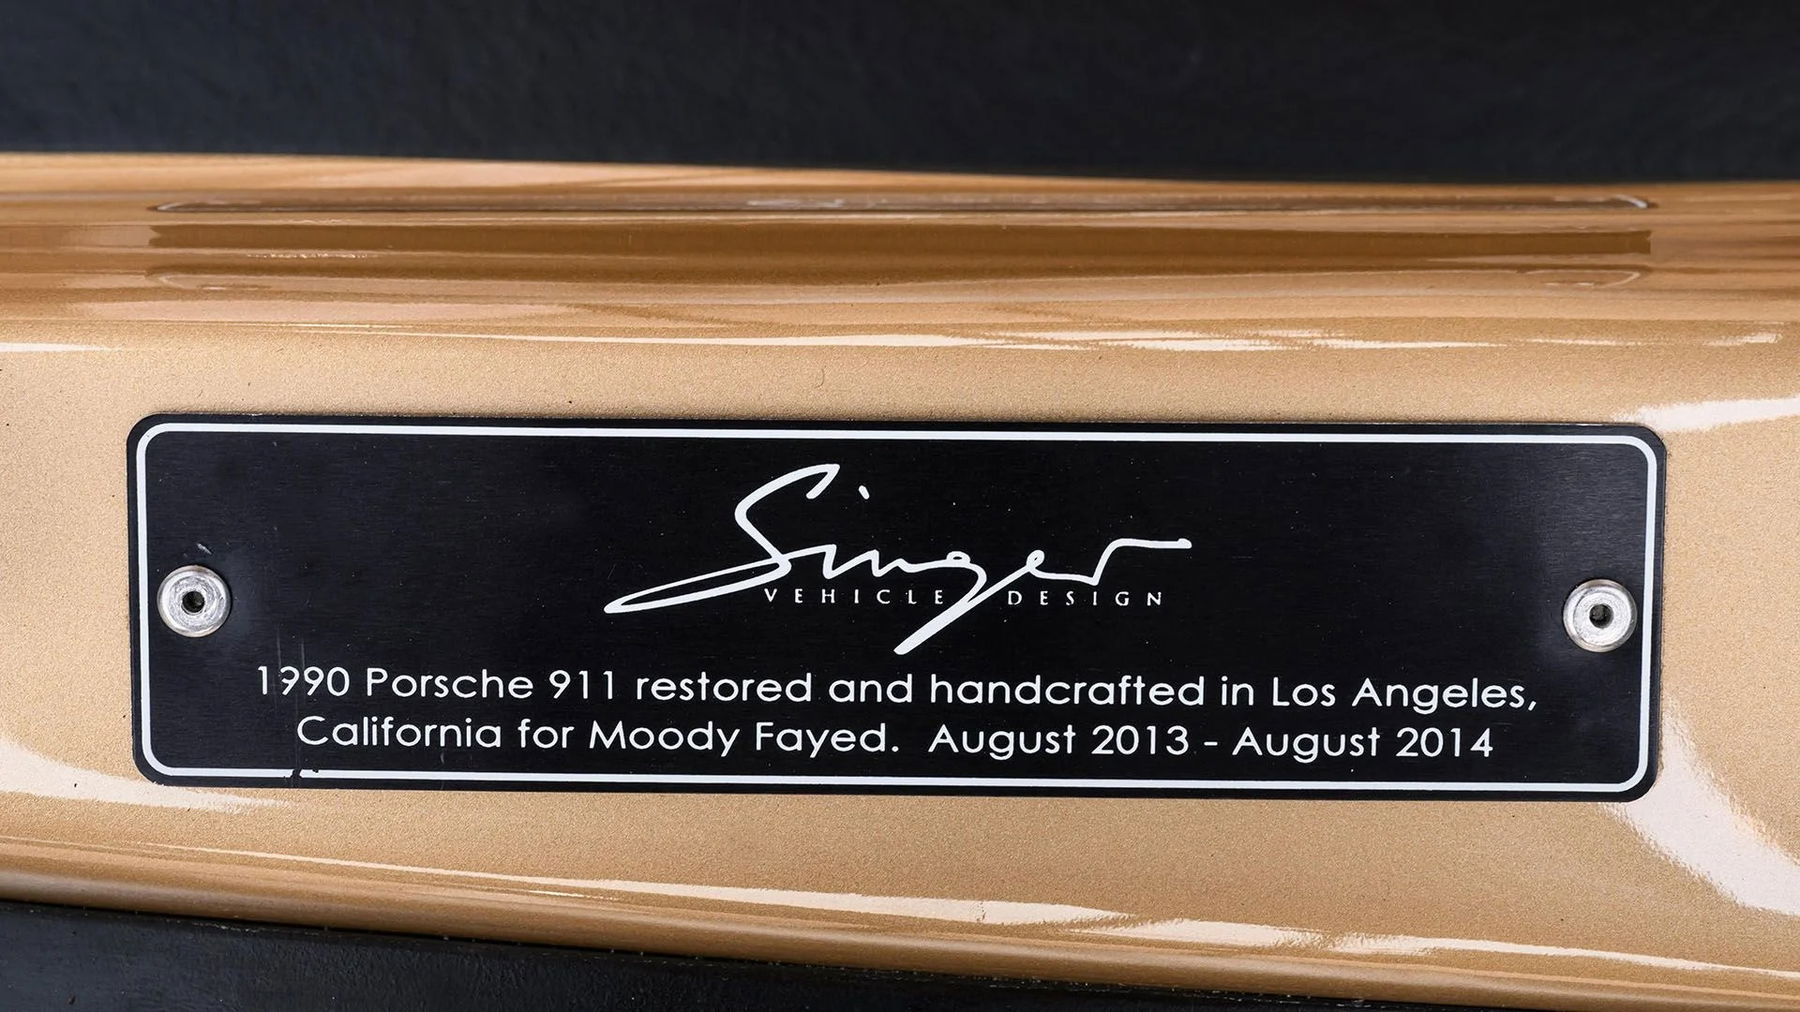 Singer
VEHICLE DESIGN
1990 Porsche 911 restored and handcrafted in Los Angeles,
California for Moody Fayed.  August 2013 - August 2014